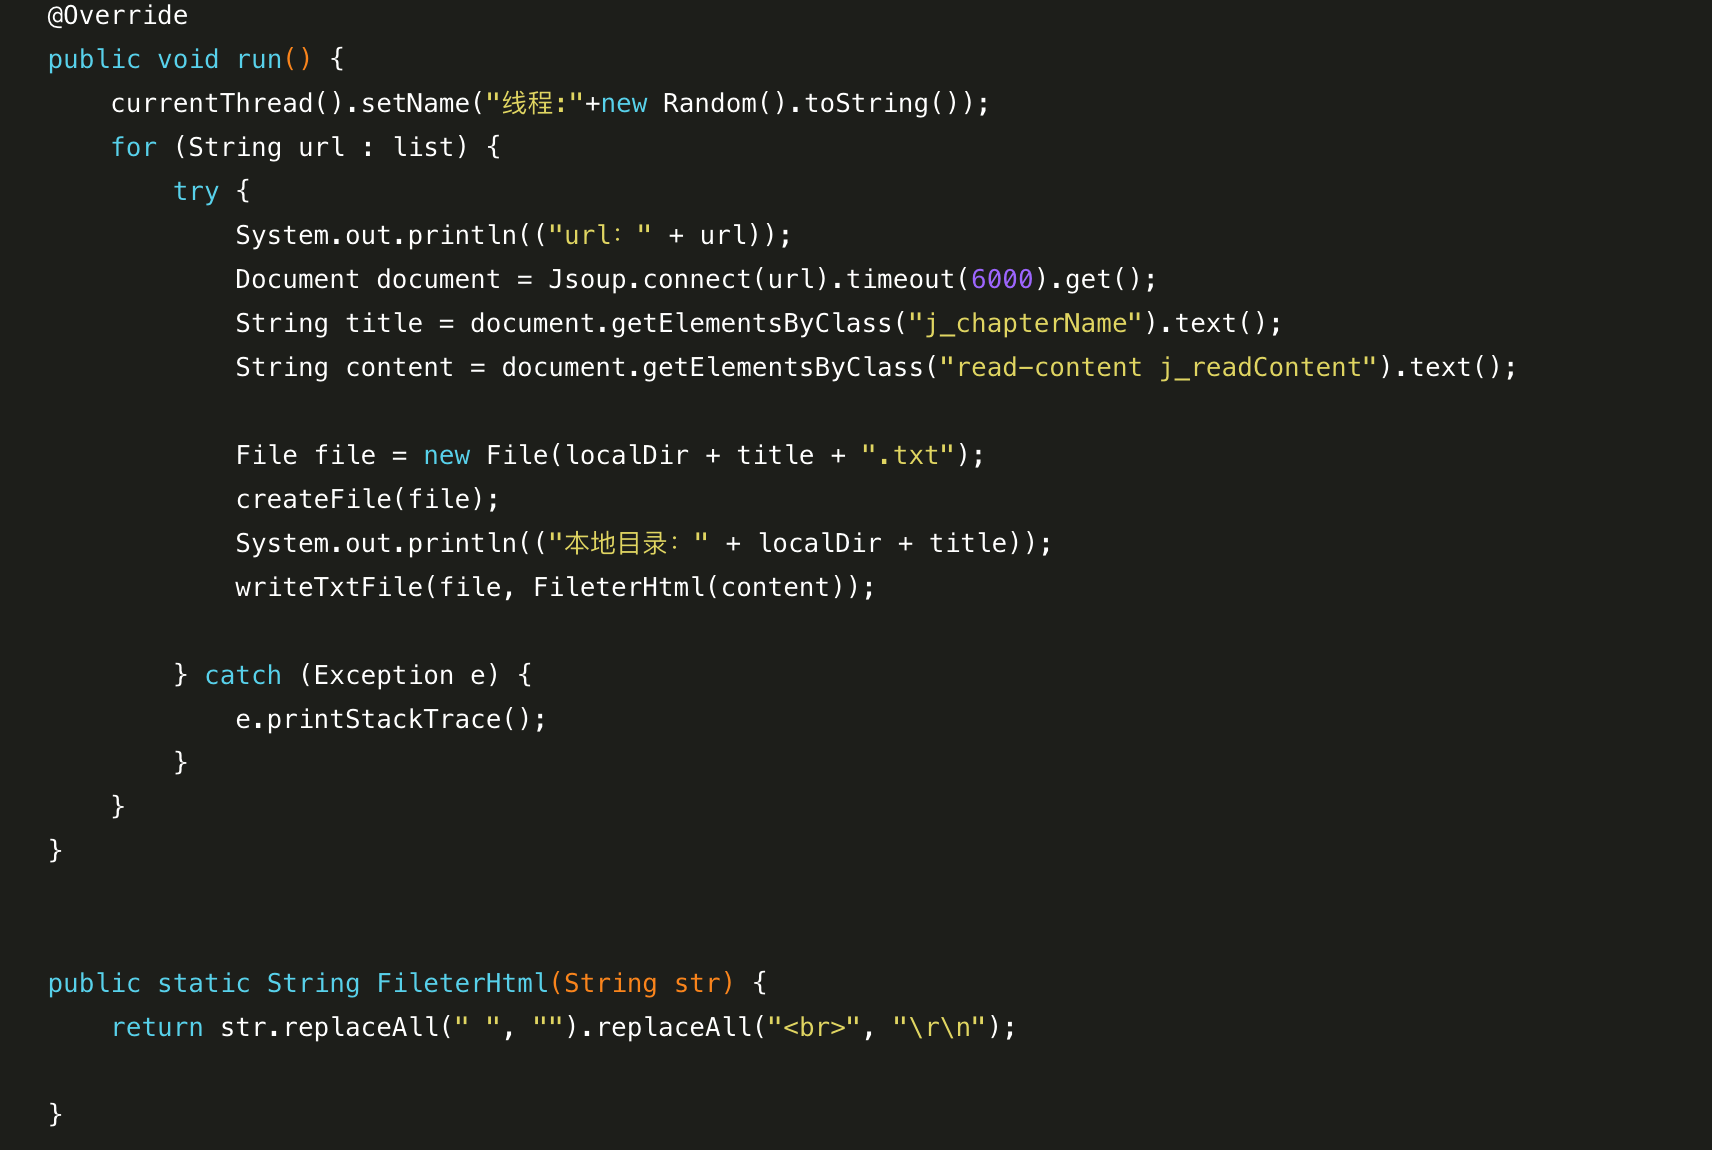 @Override
public void run() {
    currentThread().setName("线程:"+new Random().toString());
    for (String url : list) {
        try {
            System.out.println(("url：" + url));
            Document document = Jsoup.connect(url).timeout(6000).get();
            String title = document.getElementsByClass("j_chapterName").text();
            String content = document.getElementsByClass("read-content j_readContent").text();
            File file = new File(localDir + title + ".txt");
            createFile(file);
            System.out.println(("本地目录：" + localDir + title));
            writeTxtFile(file, FileterHtml(content));
        } catch (Exception e) {
            e.printStackTrace();
        }
    }
}
public static String FileterHtml(String str) {
    return str.replaceAll(" ", "").replaceAll("<br>", "\r\n");
}